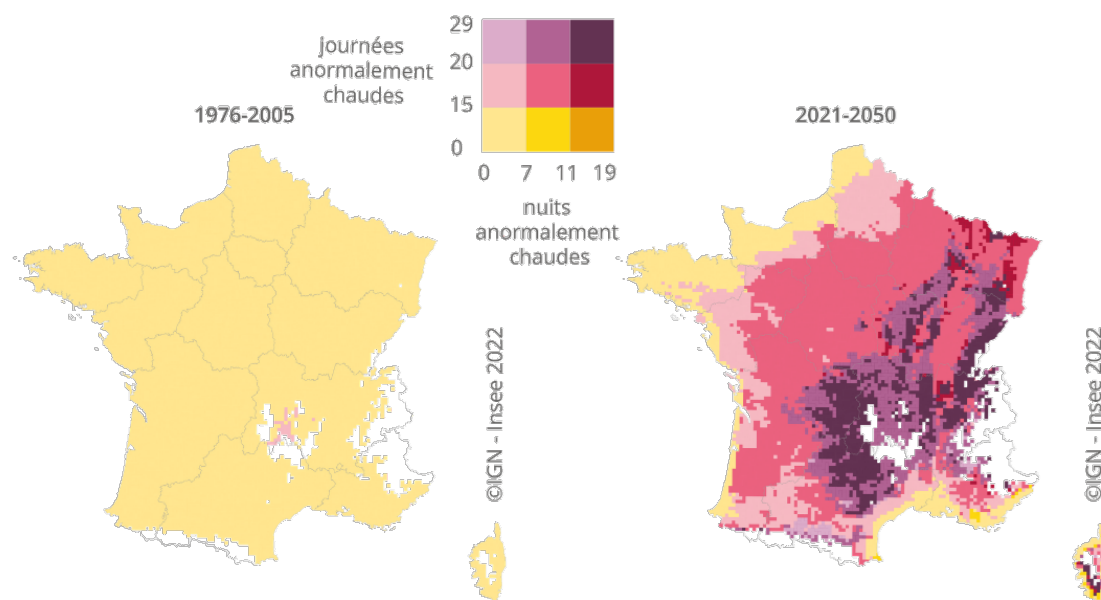 journées
anormalement
chaudes
29
20
15
0
0 7 11 19
nuits
anormalement
chaudes
1976-2005
2021-2050
©IGN - Insee 2022
©IGN - Insee 2022